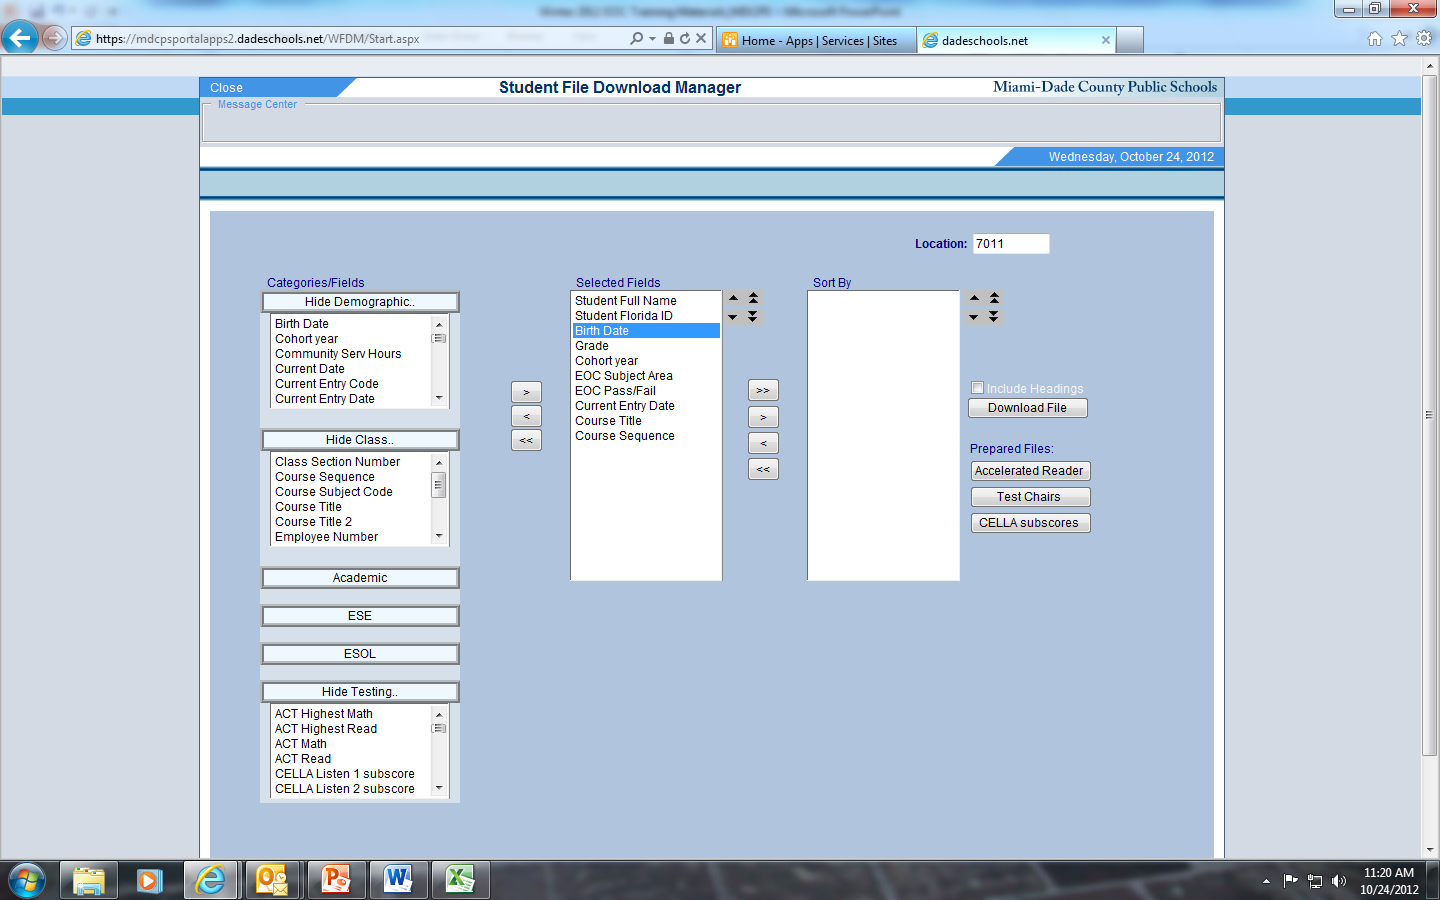 Winter 2012 EOC Training Materials_MDCPS - Microsoft PowerPoint
https://mdcpsportalapps2.dadeschools.net/WFDM/Start.aspx
Home - Apps | Services | Sites
dadeschools.net
Close
Student File Download Manager
Miami-Dade County Public Schools
Message Center
Wednesday, October 24, 2012
Location: 7011
Categories/Fields
Hide Demographic..
Birth Date
Cohort year
Community Serv Hours
Current Date
Current Entry Code
Current Entry Date
Hide Class..
Class Section Number
Course Sequence
Course Subject Code
Course Title
Course Title 2
Employee Number
Academic
ESE
ESOL
Hide Testing..
ACT Highest Math
ACT Highest Read
ACT Math
ACT Read
CELLA Listen 1 subscore
CELLA Listen 2 subscore
>
<
<<
Selected Fields
Student Full Name
Student Florida ID
Birth Date
Grade
Cohort year
EOC Subject Area
EOC Pass/Fail
Current Entry Date
Course Title
Course Sequence
>>
>
<
<<
Sort By
Include Headings
Download File
Prepared Files:
Accelerated Reader
Test Chairs
CELLA subscores
11:20 AM
10/24/2012